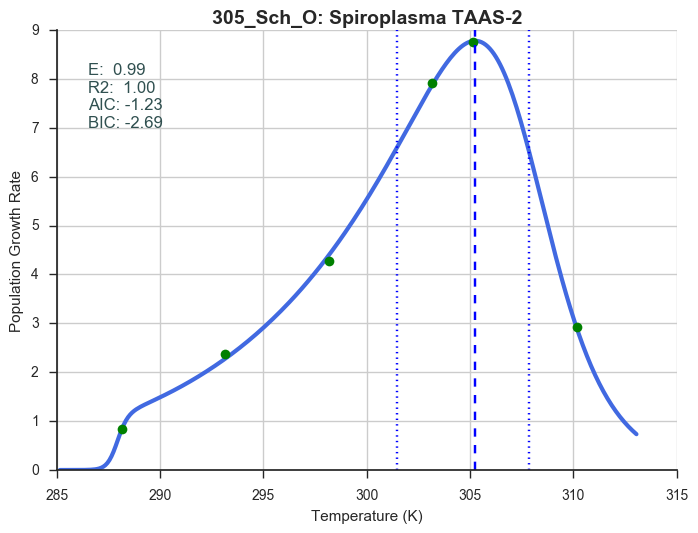 305_Sch_O: Spiroplasma TAAS-2
E:  0.99
R2:  1.00
AIC: -1.23
BIC: -2.69
Population Growth Rate
9
8
7
6
5
4
3
2
1
0
285 290 295 300 305 310 315
Temperature (K)